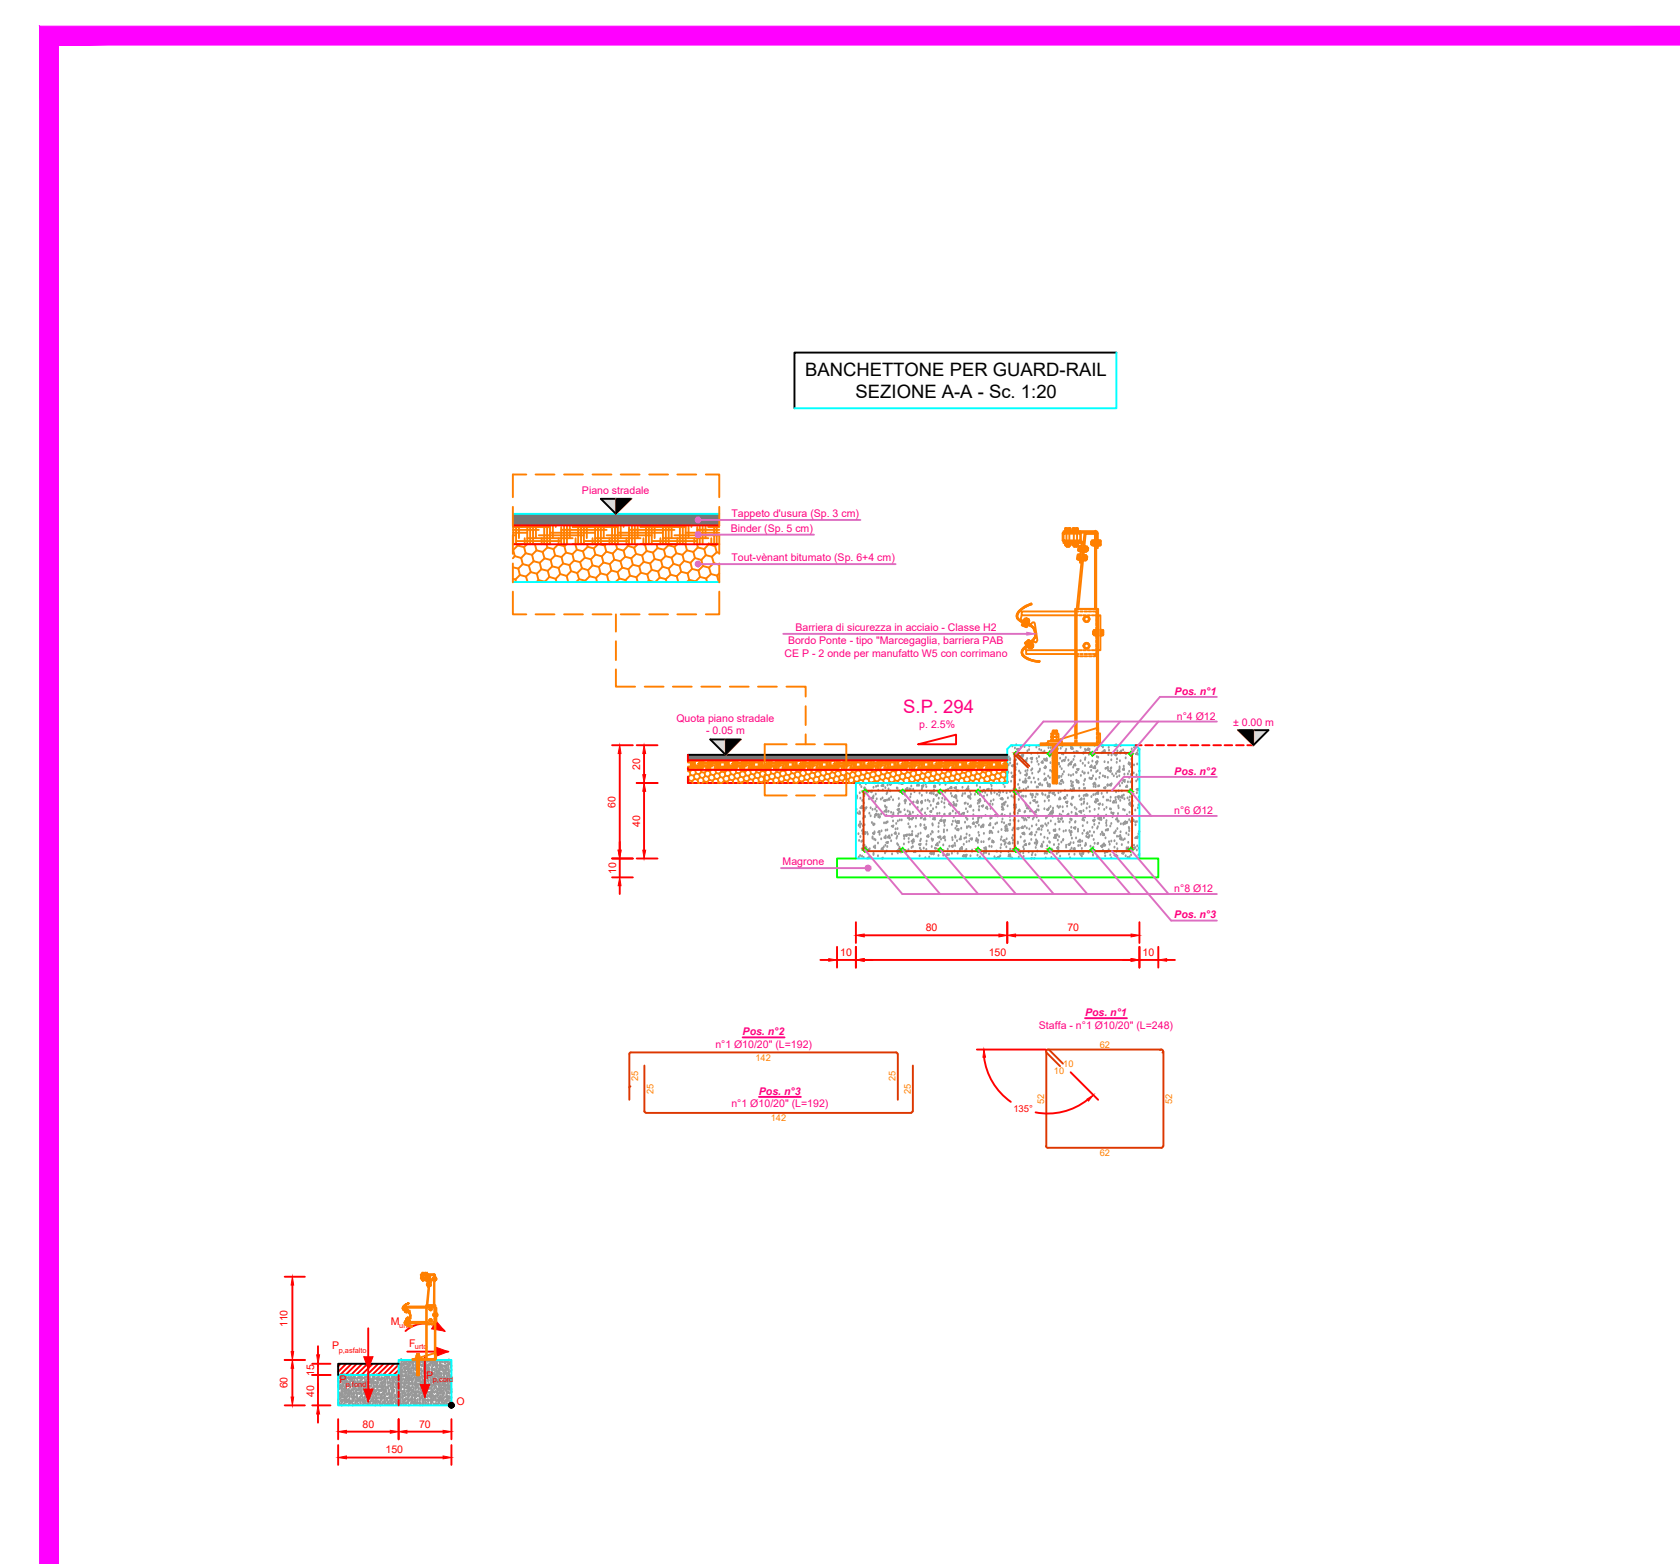 BANCHETTONE PER GUARD-RAIL
SEZIONE A-A - Sc. 1:20
Piano stradale
Tappeto d'usura (Sp. 3 cm)
Binder (Sp. 5 cm)
Tout-vènant bitumato (Sp. 6+4 cm)
Barriera di sicurezza in acciaio - Classe H2
Bordo Ponte - tipo "Marcegaglia, barriera PAB
CE P - 2 onde per manufatto W5 con corrimano
S.P. 294
p. 2.5%
Quota piano stradale
- 0.05 m
Pos. n°1
n°4 Ø12
± 0.00 m
Pos. n°2
n°6 Ø12
20
60
40
10
Magrone
n°8 Ø12
Pos. n°3
80
70
10
150
10
Pos. n°2
n°1 Ø10/20" (L=192)
142
25
25
25
25
Pos. n°3
n°1 Ø10/20" (L=192)
142
Pos. n°1
Staffa - n°1 Ø10/20" (L=248)
62
10
10
52
52
135°
62
110
15
60
40
P p,asfalto
F urto
P p,cord
O
80
70
150